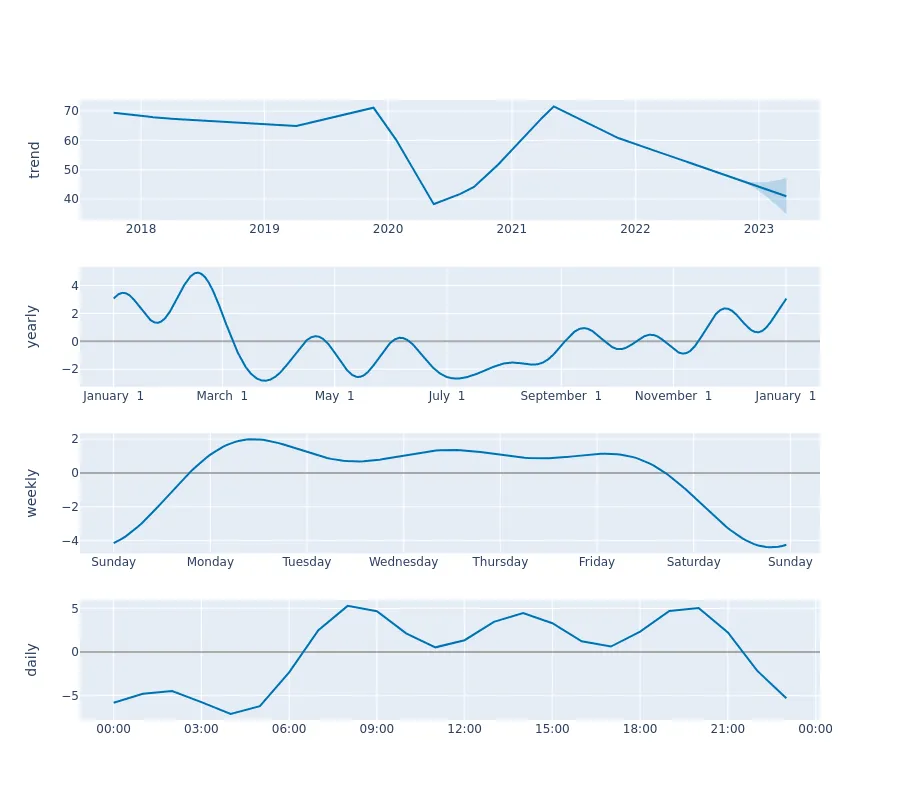 trend
70
60
50
40
2018 2019 2020 2021 2022 2023
yearly
4
2
0
−2
January 1 March 1 May 1 July 1 September 1 November 1 January 1
weekly
2
0
−2
−4
Sunday Monday Tuesday Wednesday Thursday Friday Saturday Sunday
daily
5
0
−5
00:00 03:00 06:00 09:00 12:00 15:00 18:00 21:00 00:00